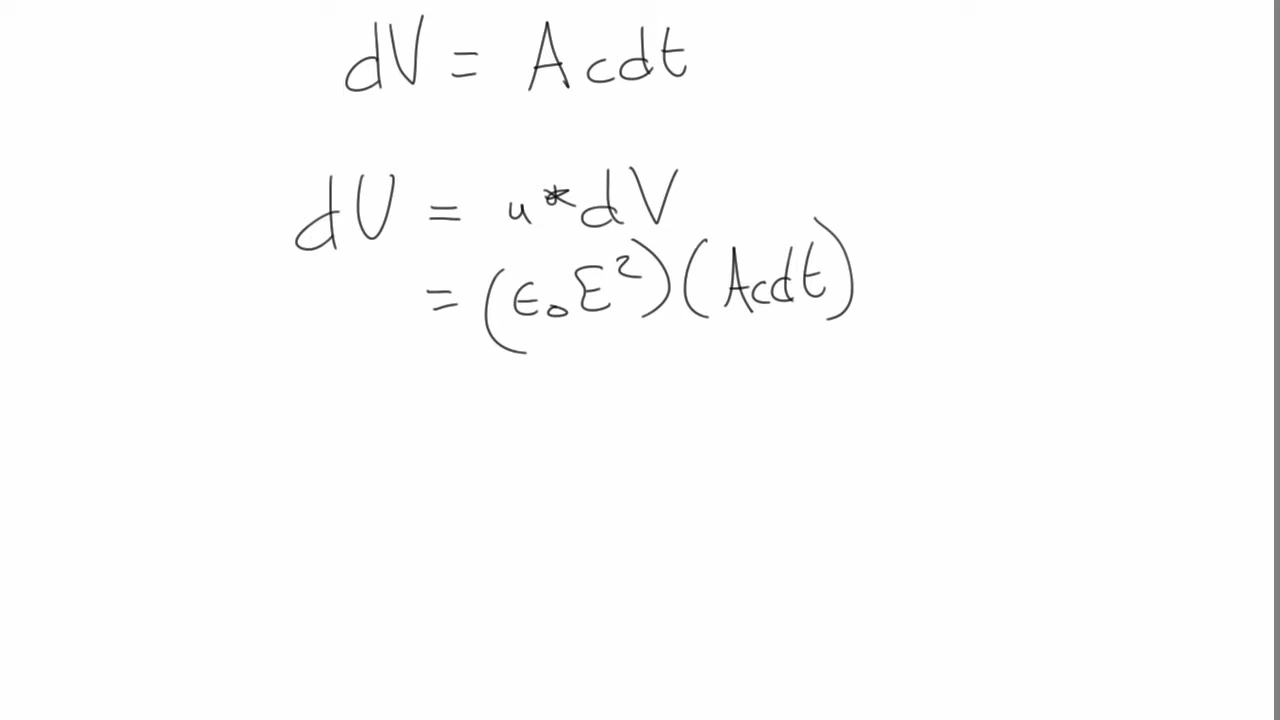 dV = Acdt
dU = u*dV
= (ϵ₀E²)(Acdt)